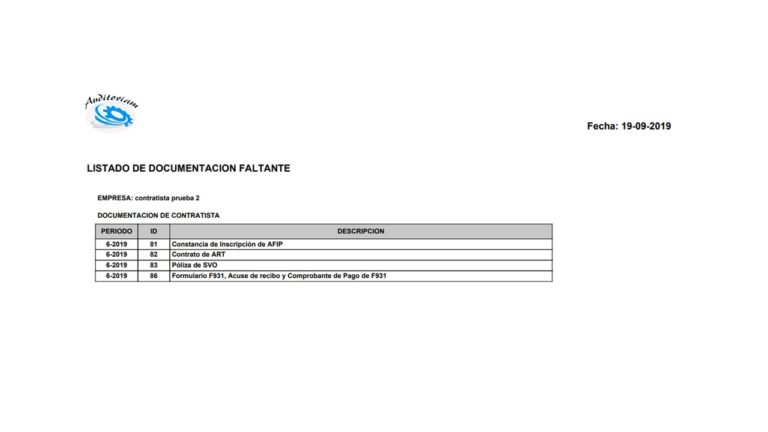 Auditoriam
Fecha: 19-09-2019
LISTADO DE DOCUMENTACION FALTANTE
EMPRESA: contratista prueba 2
DOCUMENTACION DE CONTRATISTA
PERIODO ID DESCRIPCION
6-2019 81 Constancia de Inscripción de AFIP
6-2019 82 Contrato de ART
6-2019 83 Póliza de SVO
6-2019 86 Formulario F931, Acuse de recibo y Comprobante de Pago de F931